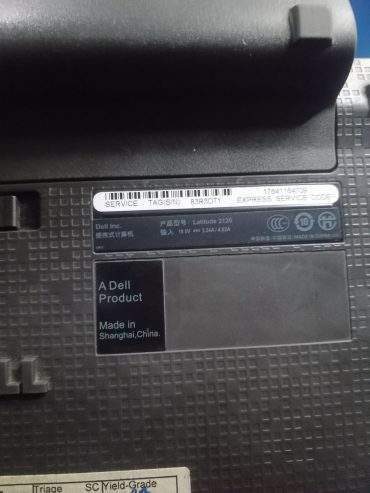 SERVICE TAG(S/N) 83R3DT1 17641164709
EXPRESS SERVICE CODE
Dell Inc. 产品型号: Latitude 2120
便携式计算机 输入 19.5V 3.34A / 4.62A
A Dell
Product
Made in
Shanghai,China.
Triage SC Yield-Grade